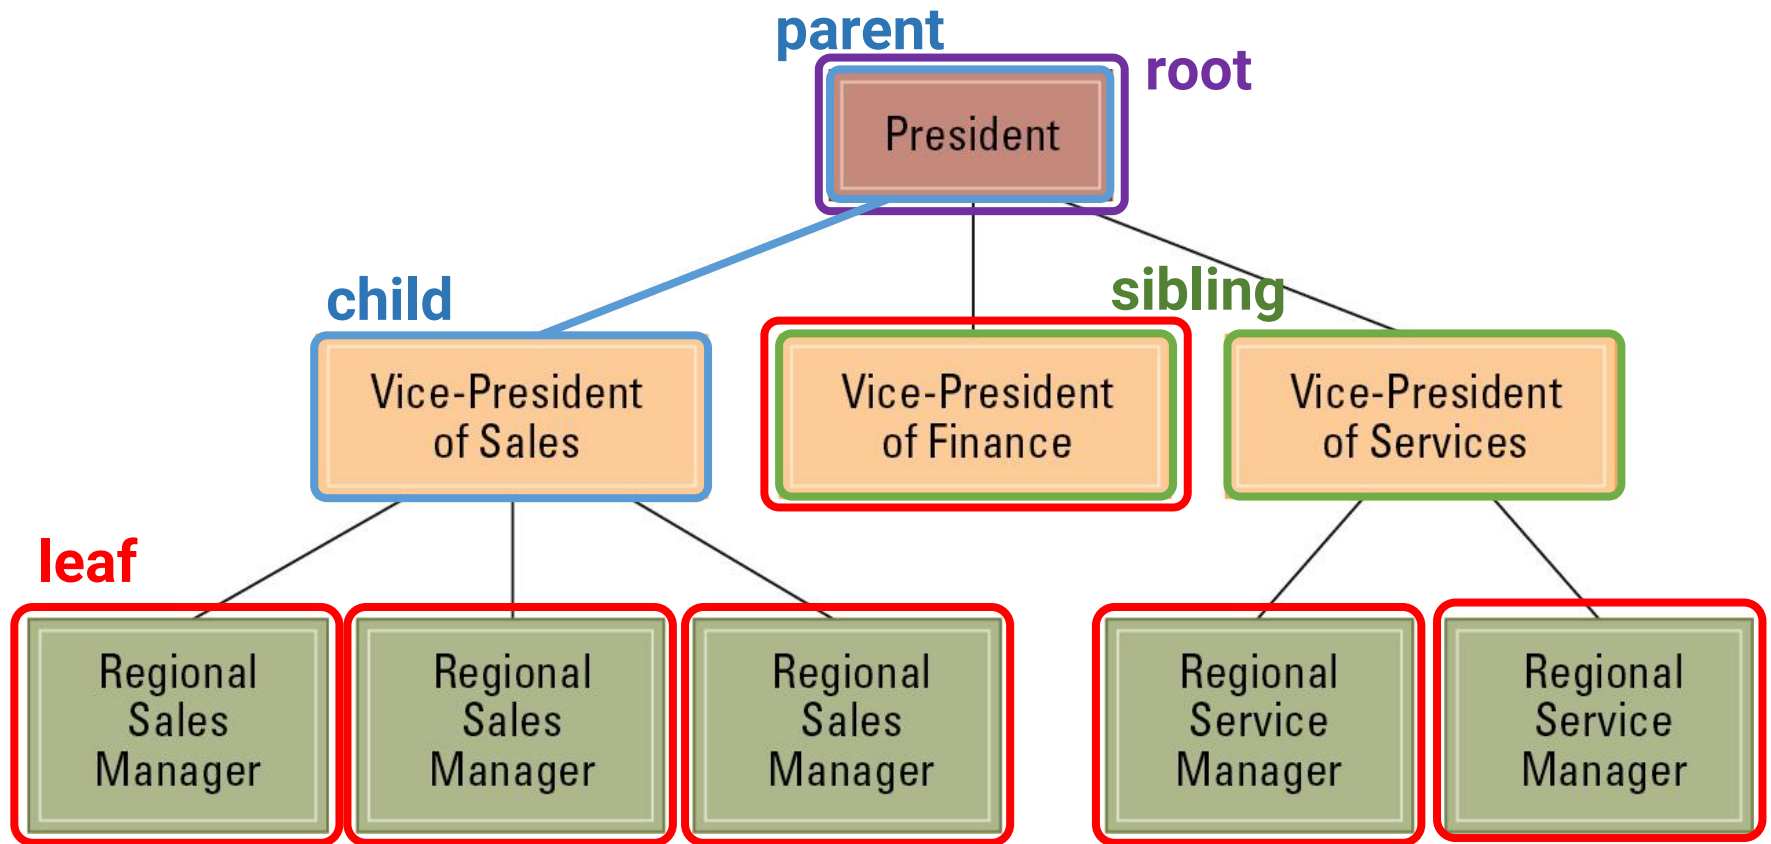 parent
root
President
child
sibling
Vice-President
of Sales
Vice-President
of Finance
Vice-President
of Services
leaf
Regional
Sales
Manager
Regional
Sales
Manager
Regional
Sales
Manager
Regional
Service
Manager
Regional
Service
Manager